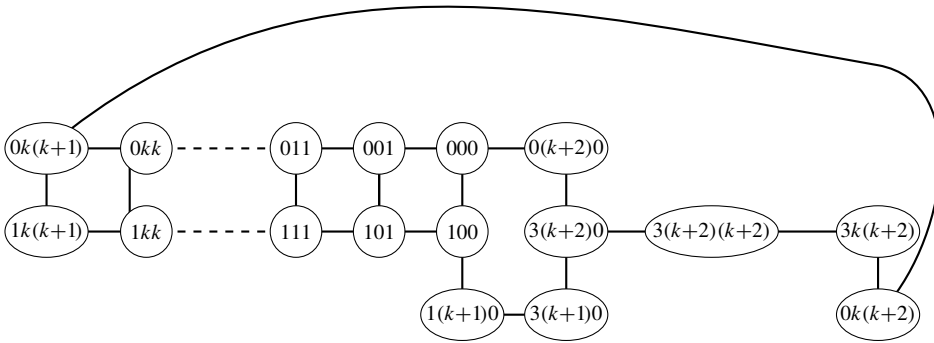 0k(k+1) 0kk 011 001 000 0(k+2)0
1k(k+1) 1kk 111 101 100 3(k+2)0 3(k+2)(k+2) 3k(k+2)
1(k+1)0 3(k+1)0 0k(k+2)